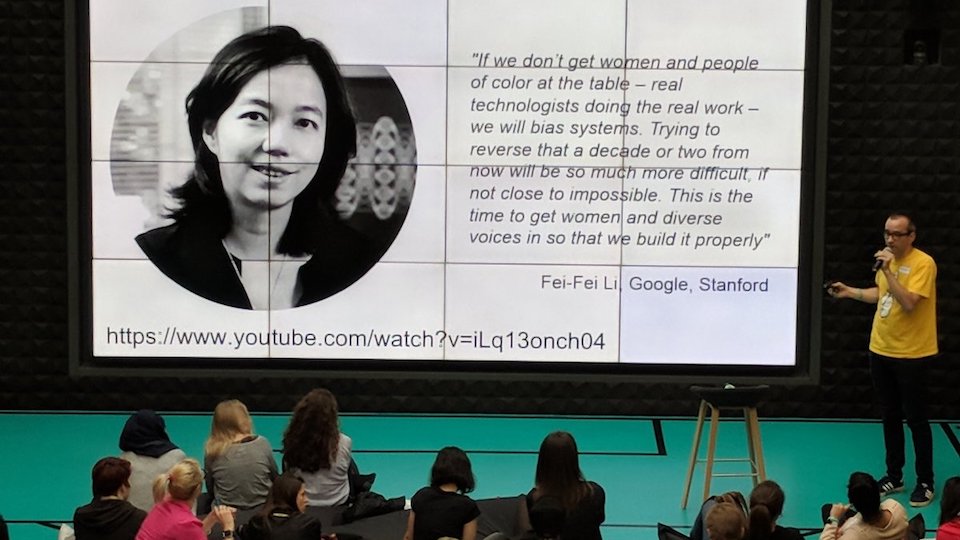 "If we don't get women and people
of color at the table – real
technologists doing the real work –
we will bias systems. Trying to
reverse that a decade or two from
now will be so much more difficult, if
not close to impossible. This is the
time to get women and diverse
voices in so that we build it properly"
Fei-Fei Li, Google, Stanford
https://www.youtube.com/watch?v=iLq13onch04